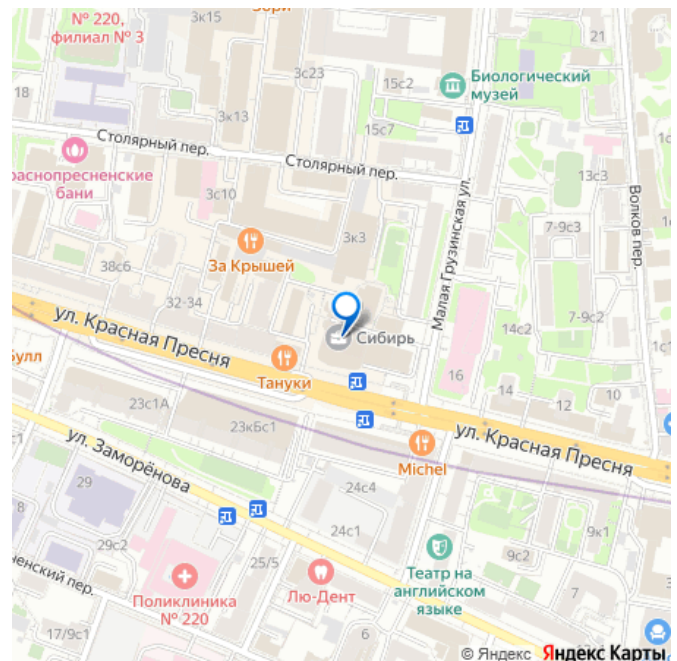 Зори
№ 220,
филиал № 3
3к15
3с23
15с2
21
Биологический
музей
18
3к13
15с7
Столярный пер.
Столярный пер.
раснопресненские
бани
3с10
13с3
Волков пер.
Малая Грузинская ул.
3к3
7-9с3
За Крышей
38с6
32-34
7-9с2
14с2
ул. Красная Пресня
Сибирь
булл
Тануки
16
14
12
10
23с1А
23кБс1
ул. Красная Пресня
Michel
ул. Заморёнова
29
24с4
8
24с1
9к1
29с2
9с2
25/5
Театр на
английском
языке
Лю-Дент
7
ненский пер.
Поликлиника
№ 220
17/9с1
6
© Яндекс Яндекс Карты